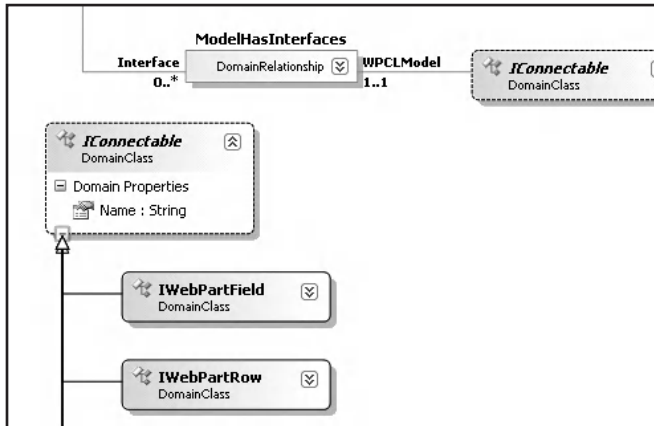 ModelHasInterfaces
Interface DomainRelationship WPCLModel
0..* 1..1
IConnectable
DomainClass
IConnectable
DomainClass
Domain Properties
Name : String
IWebPartField
DomainClass
IWebPartRow
DomainClass